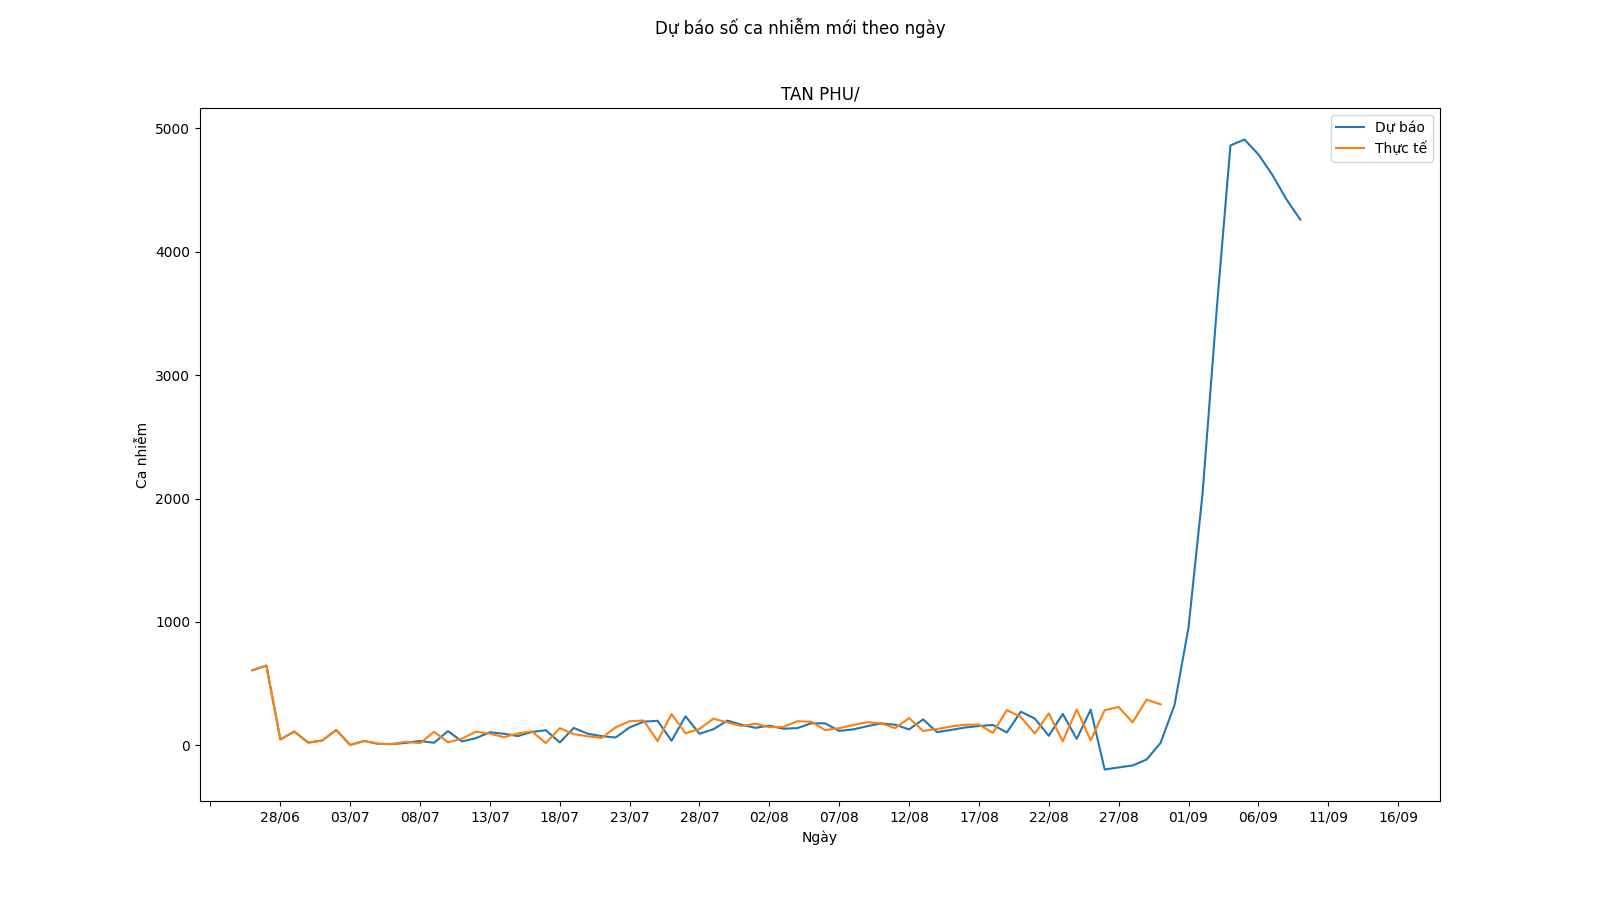 Dự báo số ca nhiễm mới theo ngày
TAN PHU/
Dự báo
Thực tế
5000
4000
3000
2000
1000
0
Ca nhiễm
28/06 03/07 08/07 13/07 18/07 23/07 28/07 02/08 07/08 12/08 17/08 22/08 27/08 01/09 06/09 11/09 16/09
Ngày